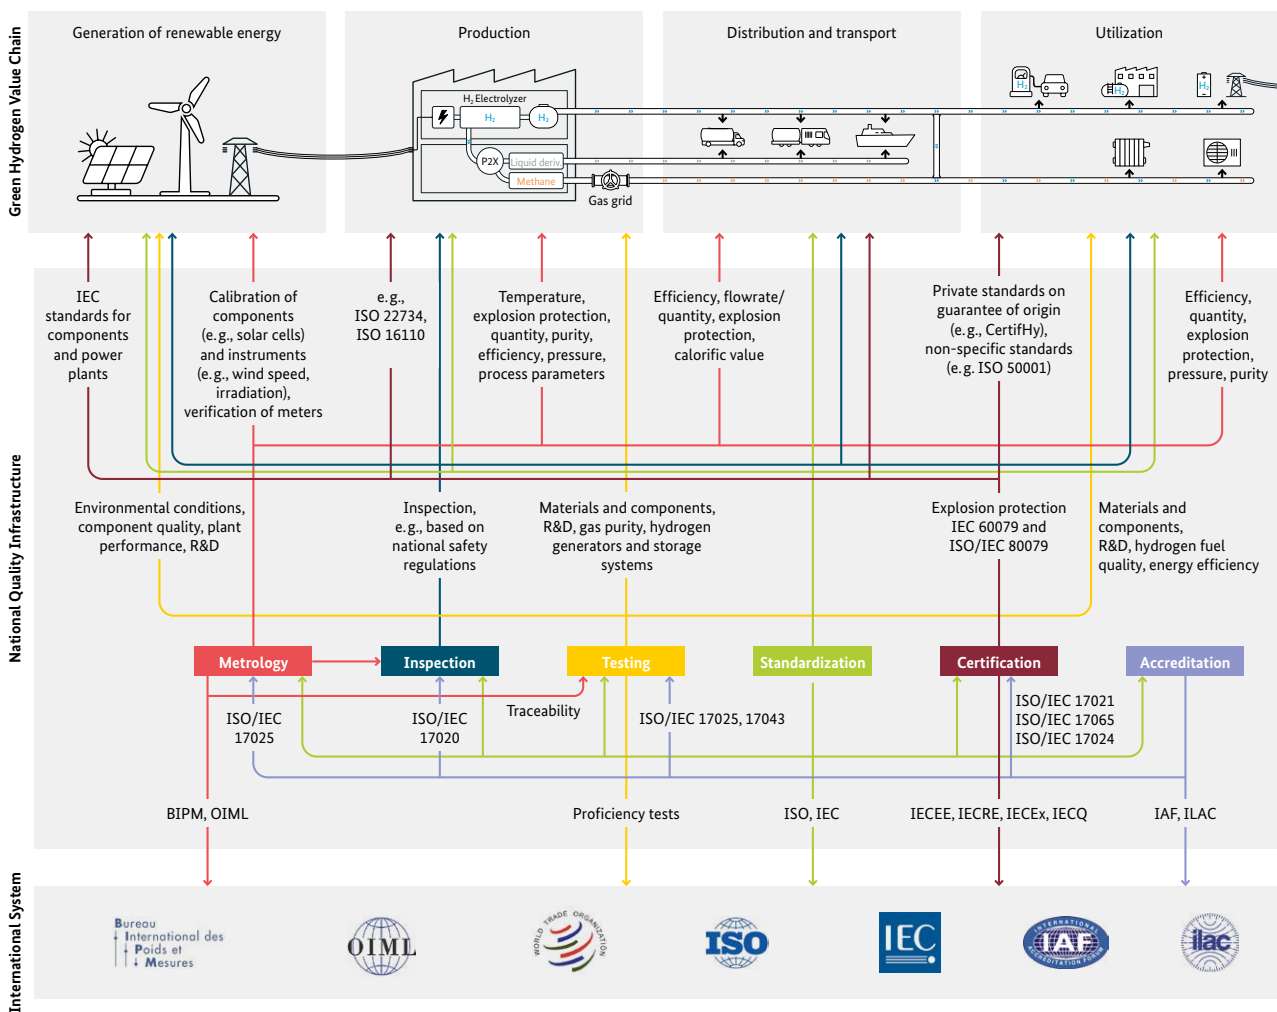 Green Hydrogen Value Chain
Generation of renewable energy
Production
Distribution and transport
Utilization
H₂ Electrolyzer
H₂
H₂
P2X
Liquid deriv.
Methane
Gas grid
H₂
H₂
H₂
National Quality Infrastructure
IEC
standards for
components
and power
plants
Calibration of
components
(e.g., solar cells)
and instruments
(e.g., wind speed,
irradiation),
verification of meters
e.g.,
ISO 22734,
ISO 16110
Temperature,
explosion protection,
quantity, purity,
efficiency, pressure,
process parameters
Efficiency, flowrate/
quantity, explosion
protection,
calorific value
Private standards on
guarantee of origin
(e.g., CertifHy),
non-specific standards
(e.g. ISO 50001)
Efficiency,
quantity,
explosion
protection,
pressure, purity
Environmental conditions,
component quality, plant
performance, R&D
Inspection,
e.g., based on
national safety
regulations
Materials and components,
R&D, gas purity, hydrogen
generators and storage
systems
Explosion protection
IEC 60079 and
ISO/IEC 80079
Materials and
components,
R&D, hydrogen fuel
quality, energy efficiency
Metrology
Inspection
Testing
Standardization
Certification
Accreditation
Traceability
ISO/IEC
17025
ISO/IEC
17020
ISO/IEC 17025, 17043
ISO/IEC 17021
ISO/IEC 17065
ISO/IEC 17024
BIPM, OIML
Proficiency tests
ISO, IEC
IECEE, IECRE, IECEx, IECQ
IAF, ILAC
International System
Bureau
International des
Poids et
Mesures
OIML
WORLD TRADE ORGANIZATION
ISO
IEC
INTERNATIONAL
IAF
ACCREDITATION FORUM
ilac